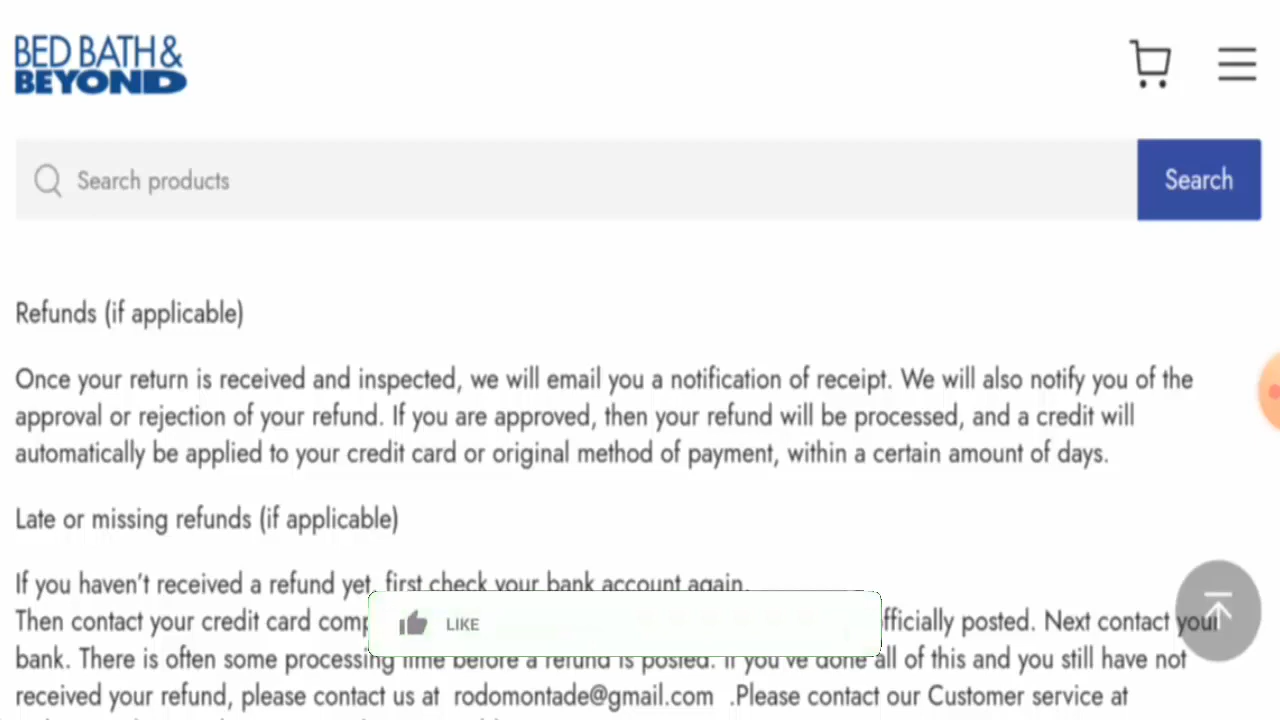 BED BATH &
BEYOND
Search products
Search
Refunds (if applicable)
Once your return is received and inspected, we will email you a notification of receipt. We will also notify you of the
approval or rejection of your refund. If you are approved, then your refund will be processed, and a credit will
automatically be applied to your credit card or original method of payment, within a certain amount of days.
Late or missing refunds (if applicable)
If you haven't received a refund yet, first check your bank account again.
Then contact your credit card comp fficially posted. Next contact your
LIKE
bank. There is often some processing time before a refund is posted. If you've done all of this and you still have not
received your refund, please contact us at rodomontade@gmail.com .Please contact our Customer service at